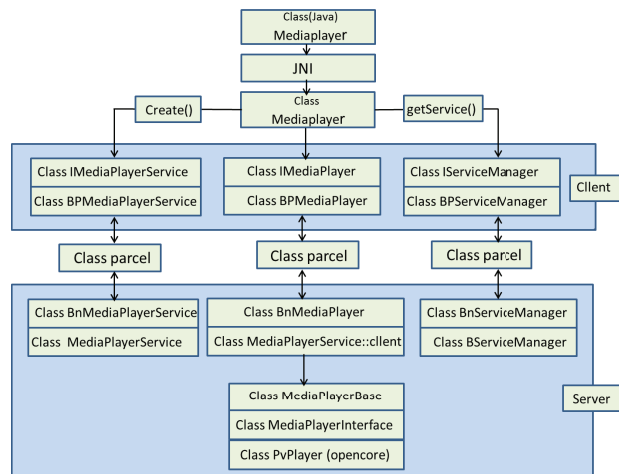 Class(Java)
Mediaplayer
JNI
Class
Mediaplayer
Create()
getService()
Class IMediaPlayerService
Class BPMediaPlayerService
Class IMediaPlayer
Class BPMediaPlayer
Class IServiceManager
Class BPServiceManager
Cllent
Class parcel
Class parcel
Class parcel
Class BnMediaPlayerService
Class MediaPlayerService
Class BnMediaPlayer
Class MediaPlayerService::cllent
Class BnServiceManager
Class BServiceManager
Class MediaPlayerBase
Class MediaPlayerInterface
Class PvPlayer (opencore)
Server